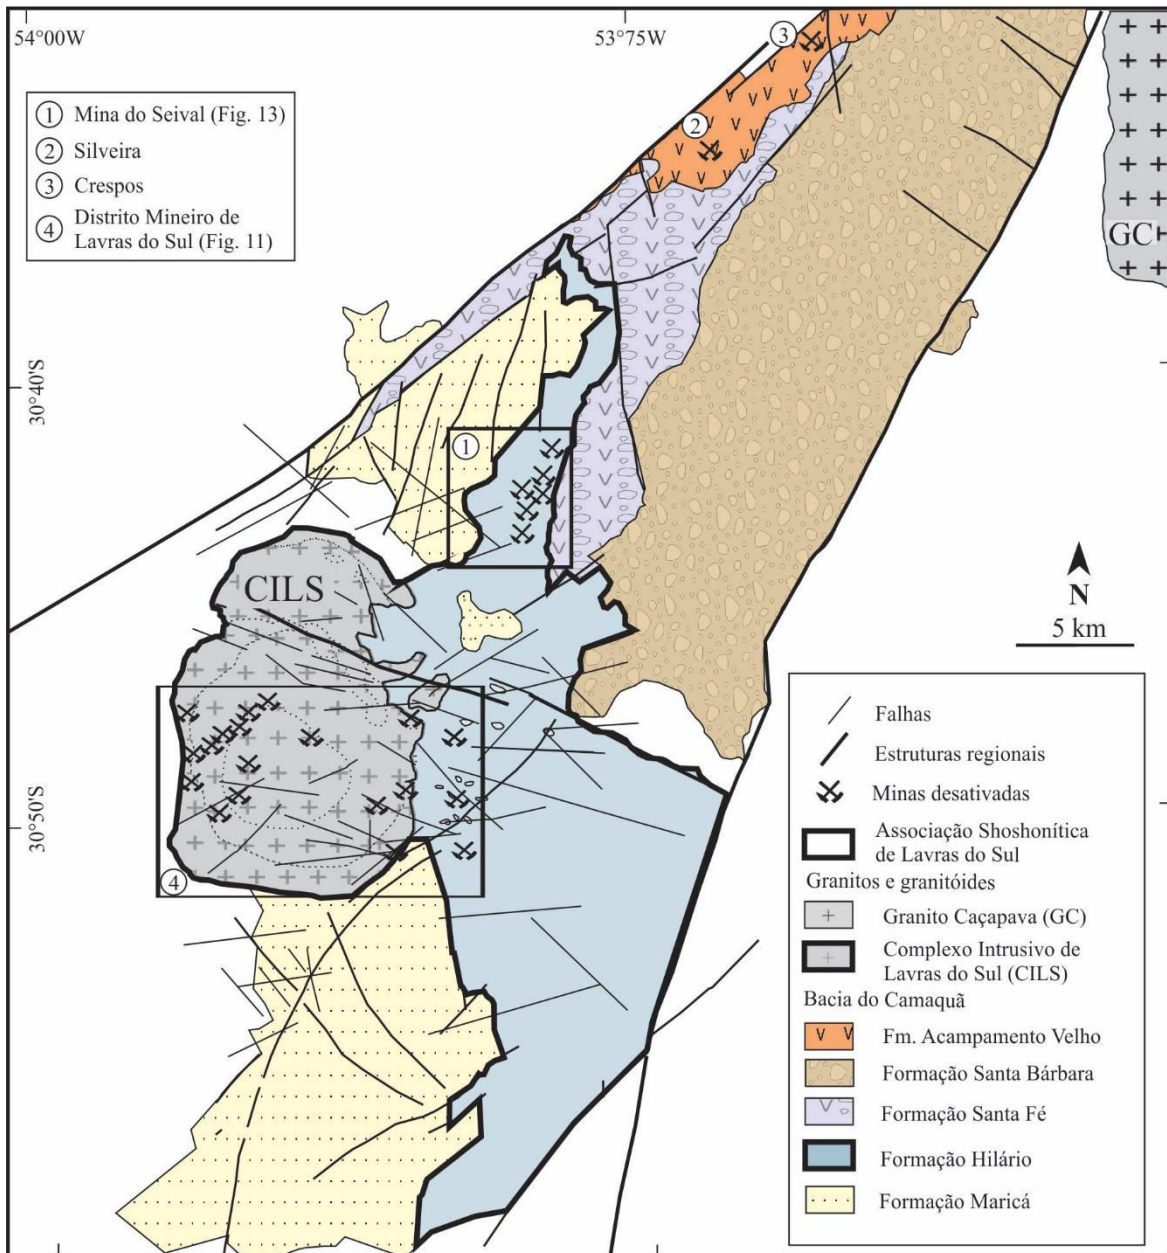 54°00W
53°75W
① Mina do Seival (Fig. 13)
② Silveira
③ Crespos
④ Distrito Mineiro de
Lavras do Sul (Fig. 11)
③
②
GC
30°40'S
①
CILS
N
5 km
30°50'S
④
Falhas
Estruturas regionais
Minas desativadas
Associação Shoshonítica
de Lavras do Sul
Granitos e granitóides
Granito Caçapava (GC)
Complexo Intrusivo de
Lavras do Sul (CILS)
Bacia do Camaquã
Fm. Acampamento Velho
Formação Santa Bárbara
Formação Santa Fé
Formação Hilário
Formação Maricá